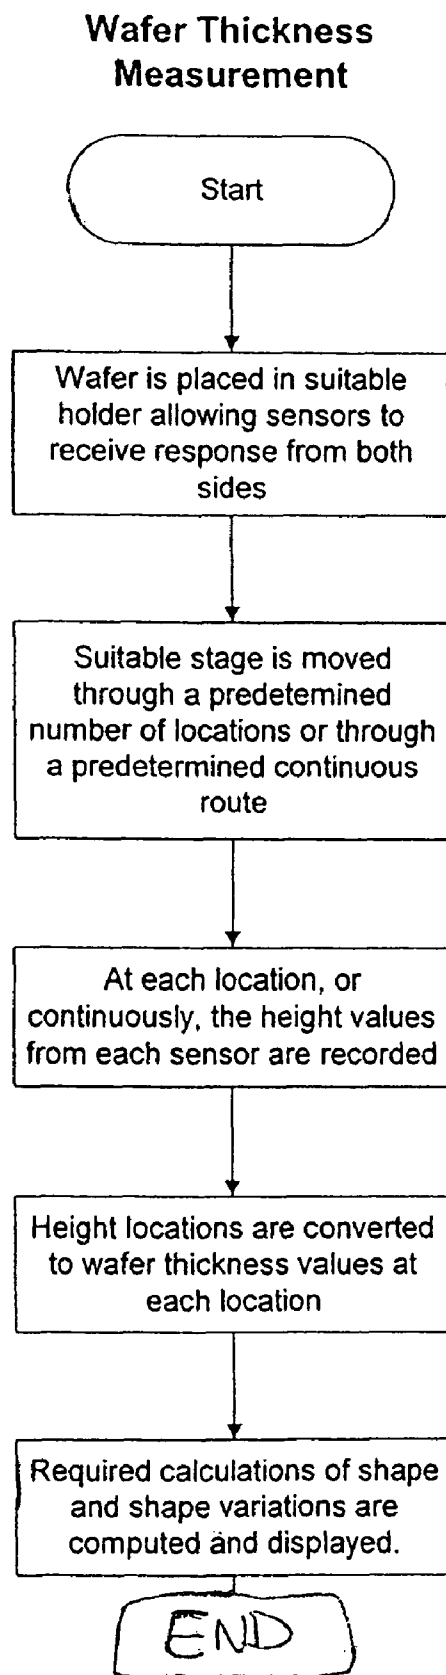 Wafer Thickness
Measurement
Start
Wafer is placed in suitable
holder allowing sensors to
receive response from both
sides
Suitable stage is moved
through a predetemined
number of locations or through
a predetermined continuous
route
At each location, or
continuously, the height values
from each sensor are recorded
Height locations are converted
to wafer thickness values at
each location
Required calculations of shape
and shape variations are
computed and displayed.
END